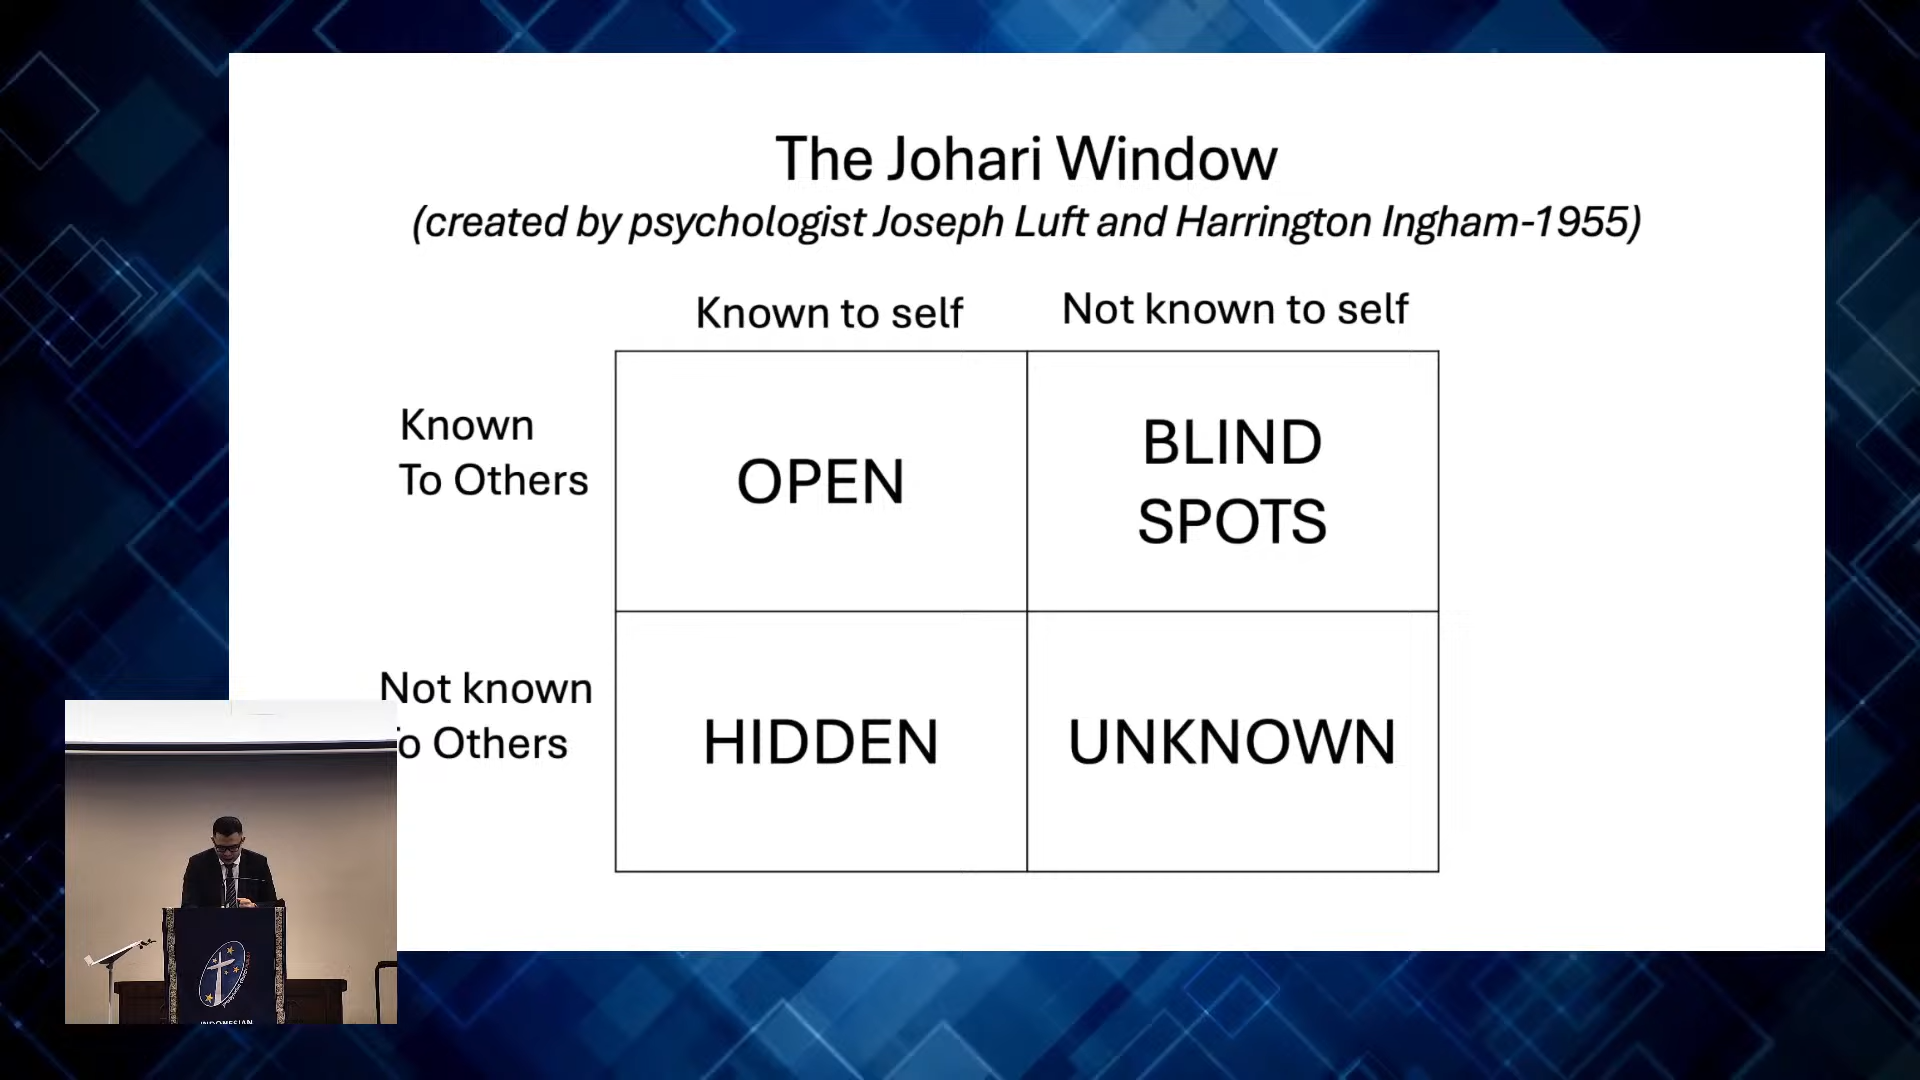 The Johari Window
(created by psychologist Joseph Luft and Harrington Ingham-1955)
Known to self
Not known to self
Known
To Others
OPEN
BLIND
SPOTS
Not known
o Others
HIDDEN
UNKNOWN
INDONESIAN